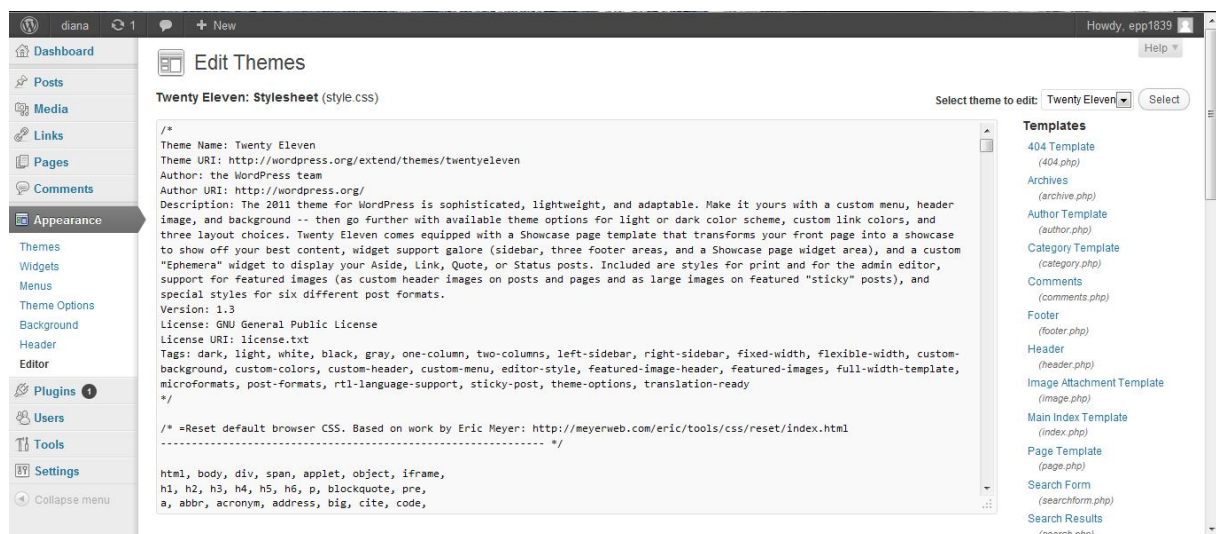 diana 1 + New Howdy, epp1839
Help
Dashboard
Posts
Media
Links
Pages
Comments
Appearance
Themes
Widgets
Menus
Theme Options
Background
Header
Editor
Plugins 1
Users
Tools
Settings
Collapse menu
Edit Themes
Twenty Eleven: Stylesheet (style.css)
Select theme to edit: Twenty Eleven Select
/*
Theme Name: Twenty Eleven
Theme URI: http://wordpress.org/extend/themes/twentyeleven
Author: the WordPress team
Author URI: http://wordpress.org/
Description: The 2011 theme for WordPress is sophisticated, lightweight, and adaptable. Make it yours with a custom menu, header
image, and background -- then go further with available theme options for light or dark color scheme, custom link colors, and
three layout choices. Twenty Eleven comes equipped with a Showcase page template that transforms your front page into a showcase
to show off your best content, widget support galore (sidebar, three footer areas, and a Showcase page widget area), and a custom
"Ephemera" widget to display your Aside, Link, Quote, or Status posts. Included are styles for print and for the admin editor,
support for featured images (as custom header images on posts and pages and as large images on featured "sticky" posts), and
special styles for six different post formats.
Version: 1.3
License: GNU General Public License
License URI: license.txt
Tags: dark, light, white, black, gray, one-column, two-columns, left-sidebar, right-sidebar, fixed-width, flexible-width, custom-
background, custom-colors, custom-header, custom-menu, editor-style, featured-image-header, featured-images, full-width-template,
microformats, post-formats, rtl-language-support, sticky-post, theme-options, translation-ready
*/
/* =Reset default browser CSS. Based on work by Eric Meyer: http://meyerweb.com/eric/tools/css/reset/index.html
-------------------------------------------------------------- */
html, body, div, span, applet, object, iframe,
h1, h2, h3, h4, h5, h6, p, blockquote, pre,
a, abbr, acronym, address, big, cite, code,
Templates
404 Template
(404.php)
Archives
(archive.php)
Author Template
(author.php)
Category Template
(category.php)
Comments
(comments.php)
Footer
(footer.php)
Header
(header.php)
Image Attachment Template
(image.php)
Main Index Template
(index.php)
Page Template
(page.php)
Search Form
(searchform.php)
Search Results
(search.php)